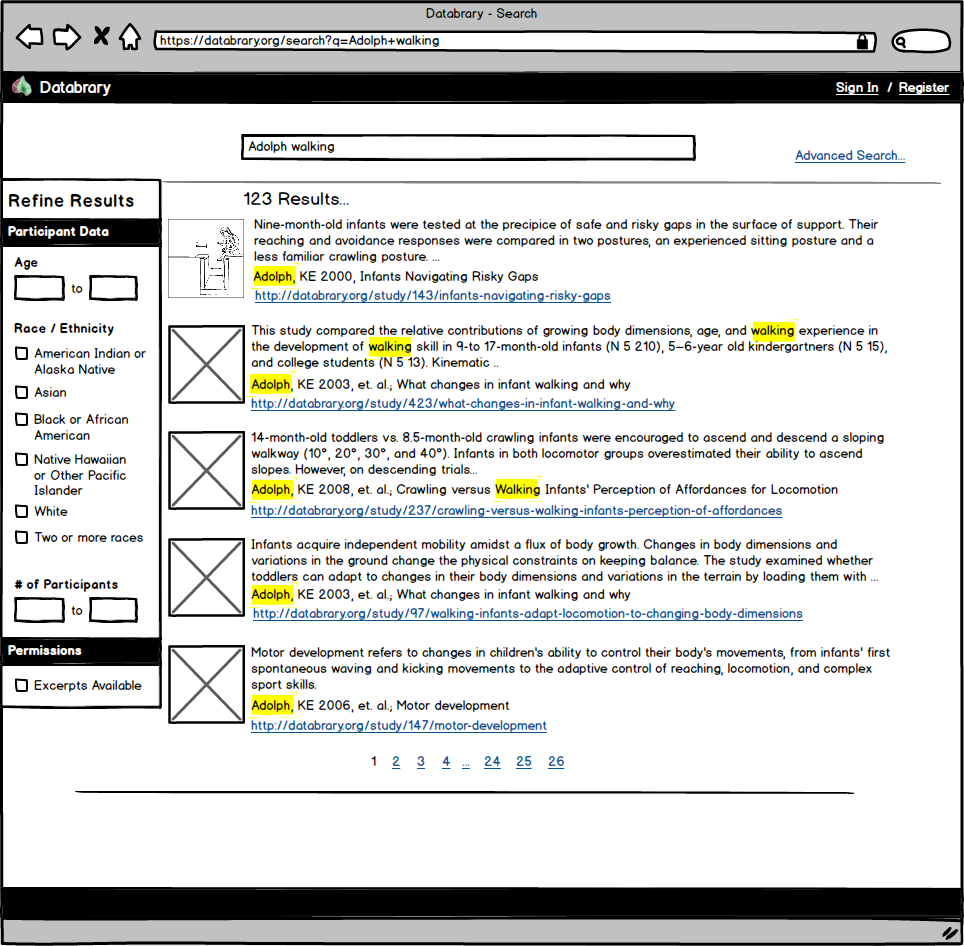 Databrary - Search
https://databrary.org/search?q=Adolph+walking
Databrary
Sign In / Register
Adolph walking
Advanced Search...
Refine Results
Participant Data
Age
to
Race / Ethnicity
American Indian or
Alaska Native
Asian
Black or African
American
Native Hawaiian
or Other Pacific
Islander
White
Two or more races
# of Participants
to
Permissions
Excerpts Available
123 Results...
Nine-month-old infants were tested at the precipice of safe and risky gaps in the surface of support. Their
reaching and avoidance responses were compared in two postures, an experienced sitting posture and a
less familiar crawling posture. ...
Adolph, KE 2000, Infants Navigating Risky Gaps
http://databrary.org/study/143/infants-navigating-risky-gaps
This study compared the relative contributions of growing body dimensions, age, and walking experience in
the development of walking skill in 9-to 17-month-old infants (N 5 210), 5–6-year old kindergartners (N 5 15),
and college students (N 5 13). Kinematic ..
Adolph, KE 2003, et. al.; What changes in infant walking and why
http://databrary.org/study/423/what-changes-in-infant-walking-and-why
14-month-old toddlers vs. 8.5-month-old crawling infants were encouraged to ascend and descend a sloping
walkway (10°, 20°, 30°, and 40°). Infants in both locomotor groups overestimated their ability to ascend
slopes. However, on descending trials...
Adolph, KE 2008, et. al.; Crawling versus Walking Infants' Perception of Affordances for Locomotion
http://databrary.org/study/237/crawling-versus-walking-infants-perception-of-affordances
Infants acquire independent mobility amidst a flux of body growth. Changes in body dimensions and
variations in the ground change the physical constraints on keeping balance. The study examined whether
toddlers can adapt to changes in their body dimensions and variations in the terrain by loading them with ...
Adolph, KE 2003, et. al.; What changes in infant walking and why
http://databrary.org/study/97/walking-infants-adapt-locomotion-to-changing-body-dimensions
Motor development refers to changes in children's ability to control their body's movements, from infants' first
spontaneous waving and kicking movements to the adaptive control of reaching, locomotion, and complex
sport skills.
Adolph, KE 2006, et. al.; Motor development
http://databrary.org/study/147/motor-development
1 2 3 4 ... 24 25 26